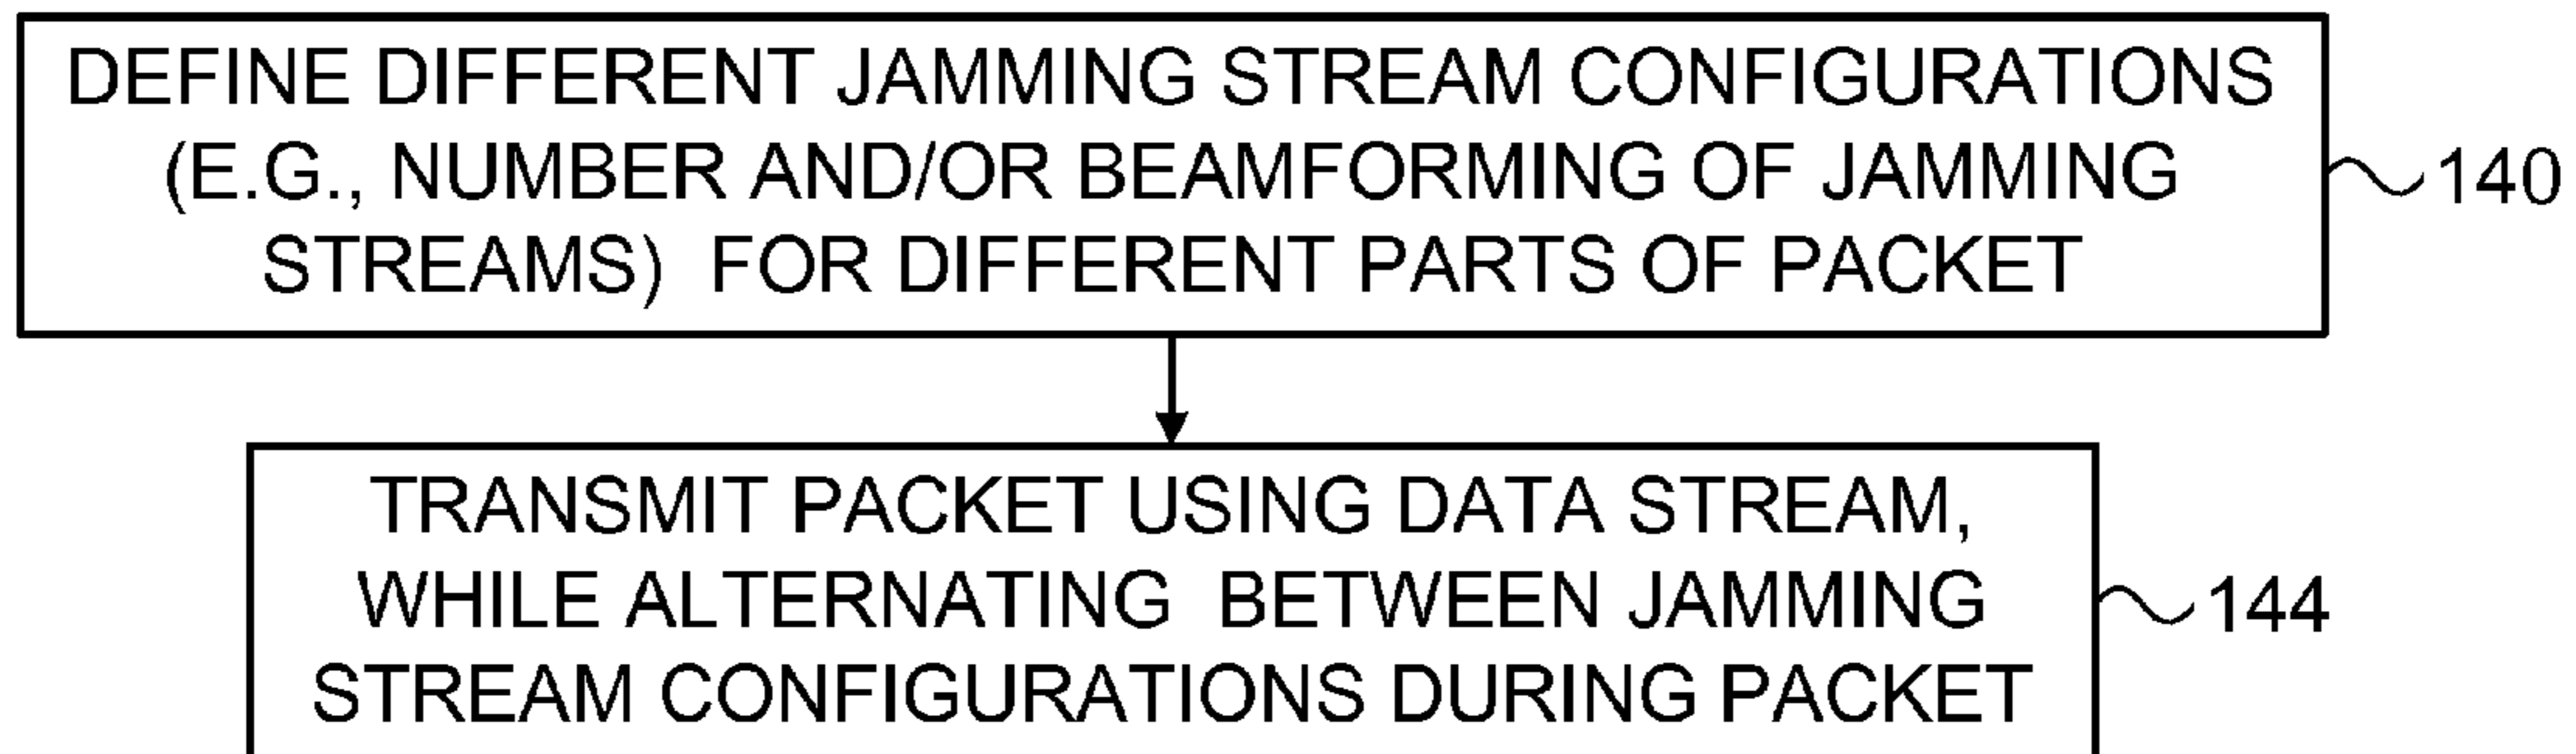 DEFINE DIFFERENT JAMMING STREAM CONFIGURATIONS
(E.G., NUMBER AND/OR BEAMFORMING OF JAMMING
STREAMS) FOR DIFFERENT PARTS OF PACKET
140
TRANSMIT PACKET USING DATA STREAM,
WHILE ALTERNATING BETWEEN JAMMING
STREAM CONFIGURATIONS DURING PACKET
144